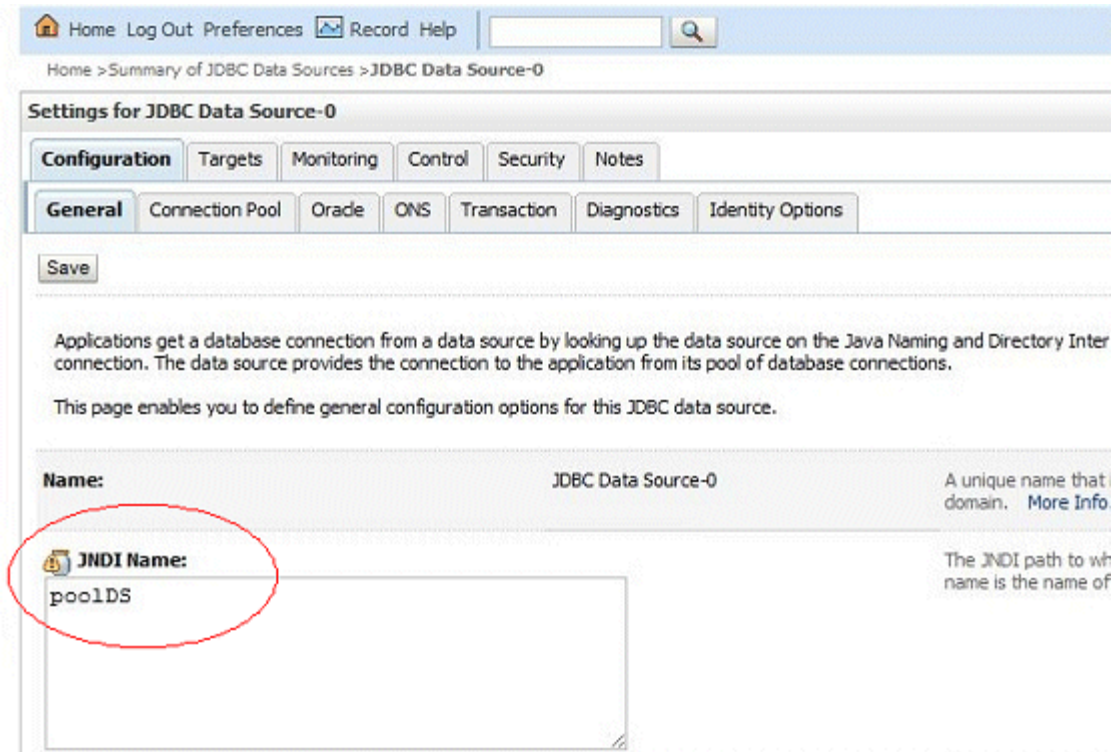 Home Log Out Preferences Record Help
Home >Summary of JDBC Data Sources >JDBC Data Source-0
Settings for JDBC Data Source-0
Configuration Targets Monitoring Control Security Notes
General Connection Pool Oracle ONS Transaction Diagnostics Identity Options
Save
Applications get a database connection from a data source by looking up the data source on the Java Naming and Directory Inter
connection. The data source provides the connection to the application from its pool of database connections.
This page enables you to define general configuration options for this JDBC data source.
Name: JDBC Data Source-0 A unique name that
domain. More Info.
JNDI Name: The JNDI path to wh
name is the name of
poolDS